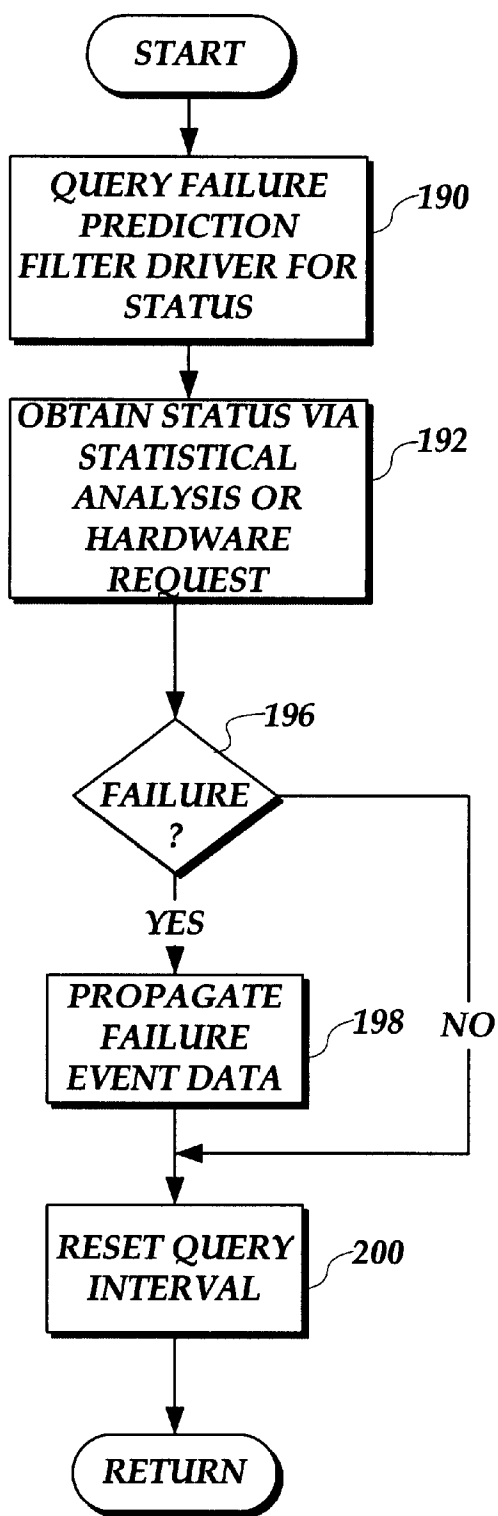 START
QUERY FAILURE
PREDICTION
FILTER DRIVER FOR
STATUS
190
OBTAIN STATUS VIA
STATISTICAL
ANALYSIS OR
HARDWARE
REQUEST
192
196
FAILURE
?
YES
PROPAGATE
FAILURE
EVENT DATA
198
NO
RESET QUERY
INTERVAL
200
RETURN